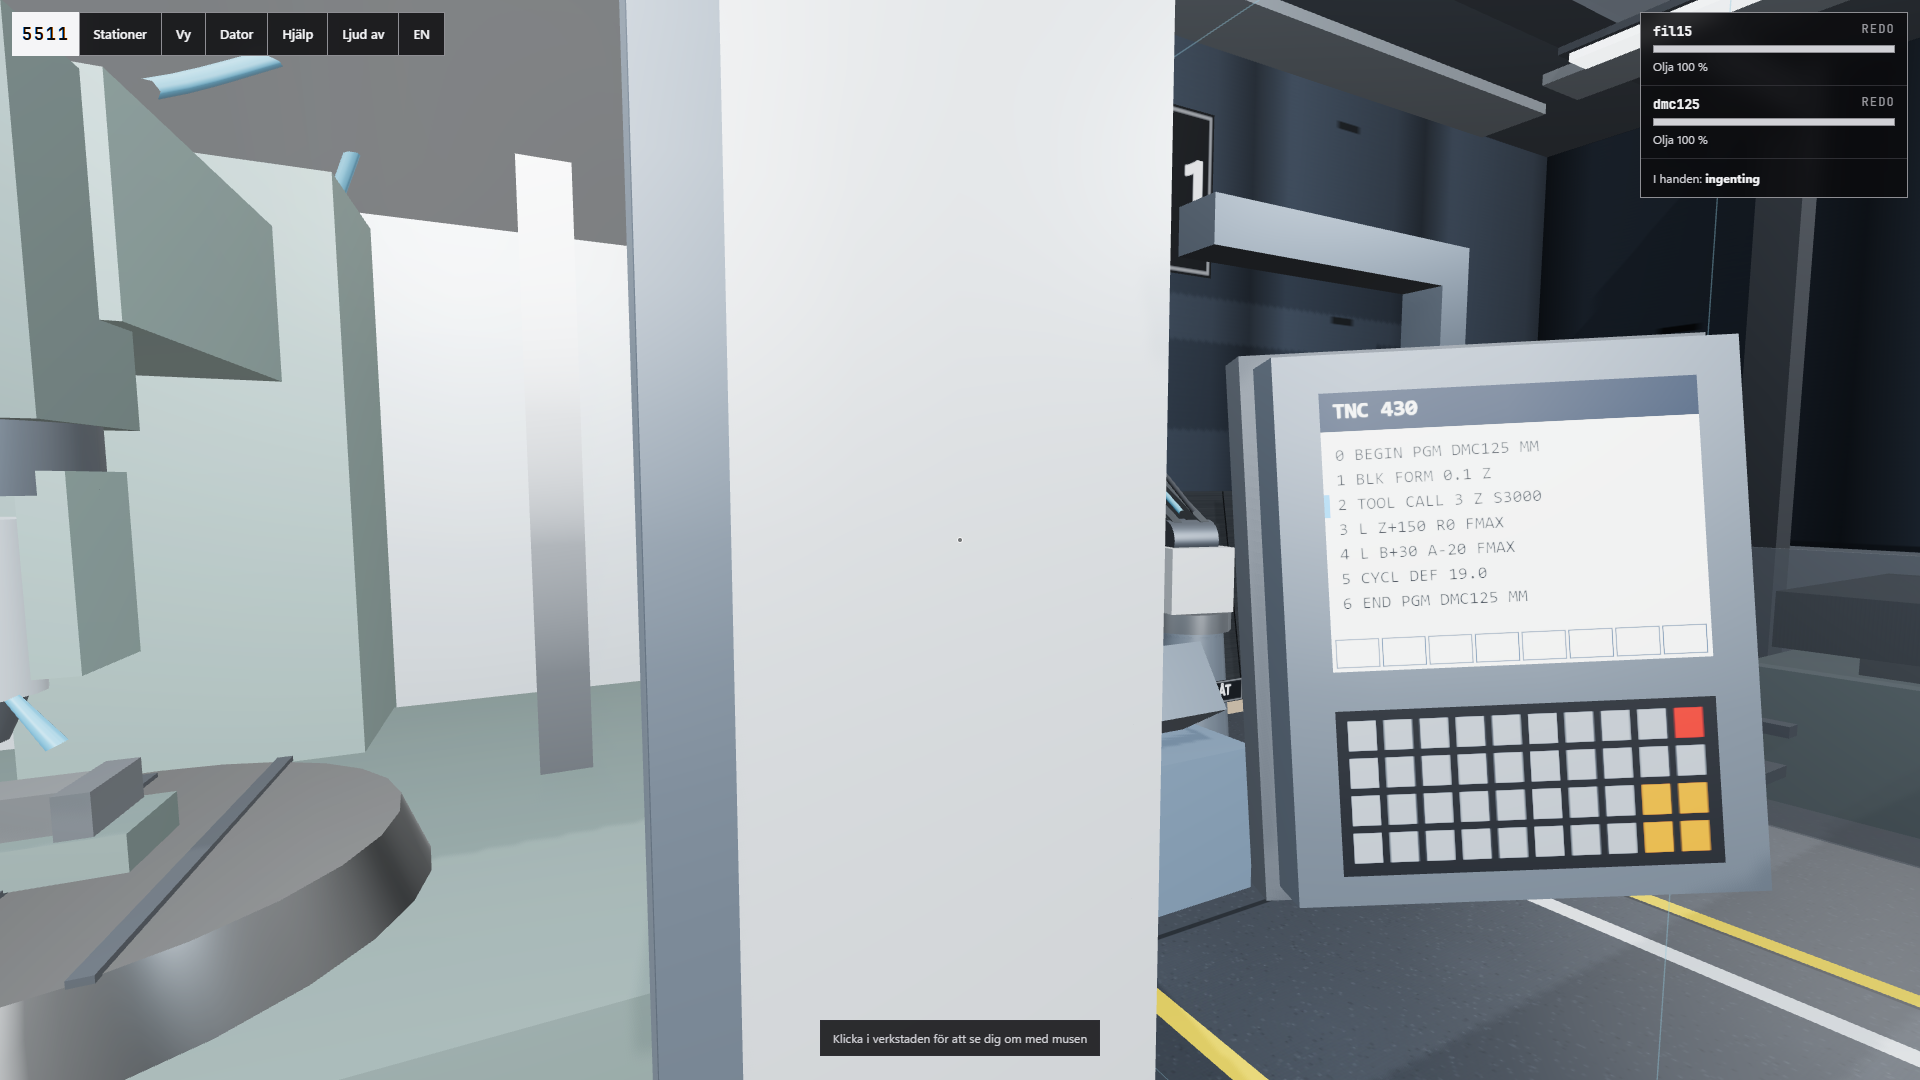 5511 Stationer Vy Dator Hjälp Ljud av EN
fil15 REDO
Olja 100 %
dmc125 REDO
Olja 100 %
I handen: ingenting
1
TNC 430
0 BEGIN PGM DMC125 MM
1 BLK FORM 0.1 Z
2 TOOL CALL 3 Z S3000
3 L Z+150 R0 FMAX
4 L B+30 A-20 FMAX
5 CYCL DEF 19.0
6 END PGM DMC125 MM
Klicka i verkstaden för att se dig om med musen